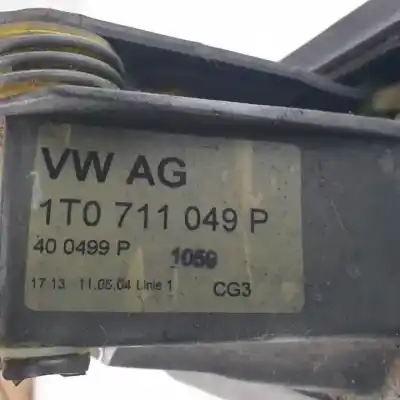 VW AG
1T0 711 049 P
40 0499 P 1059
17 13 11.05.04 Linie 1 CG3